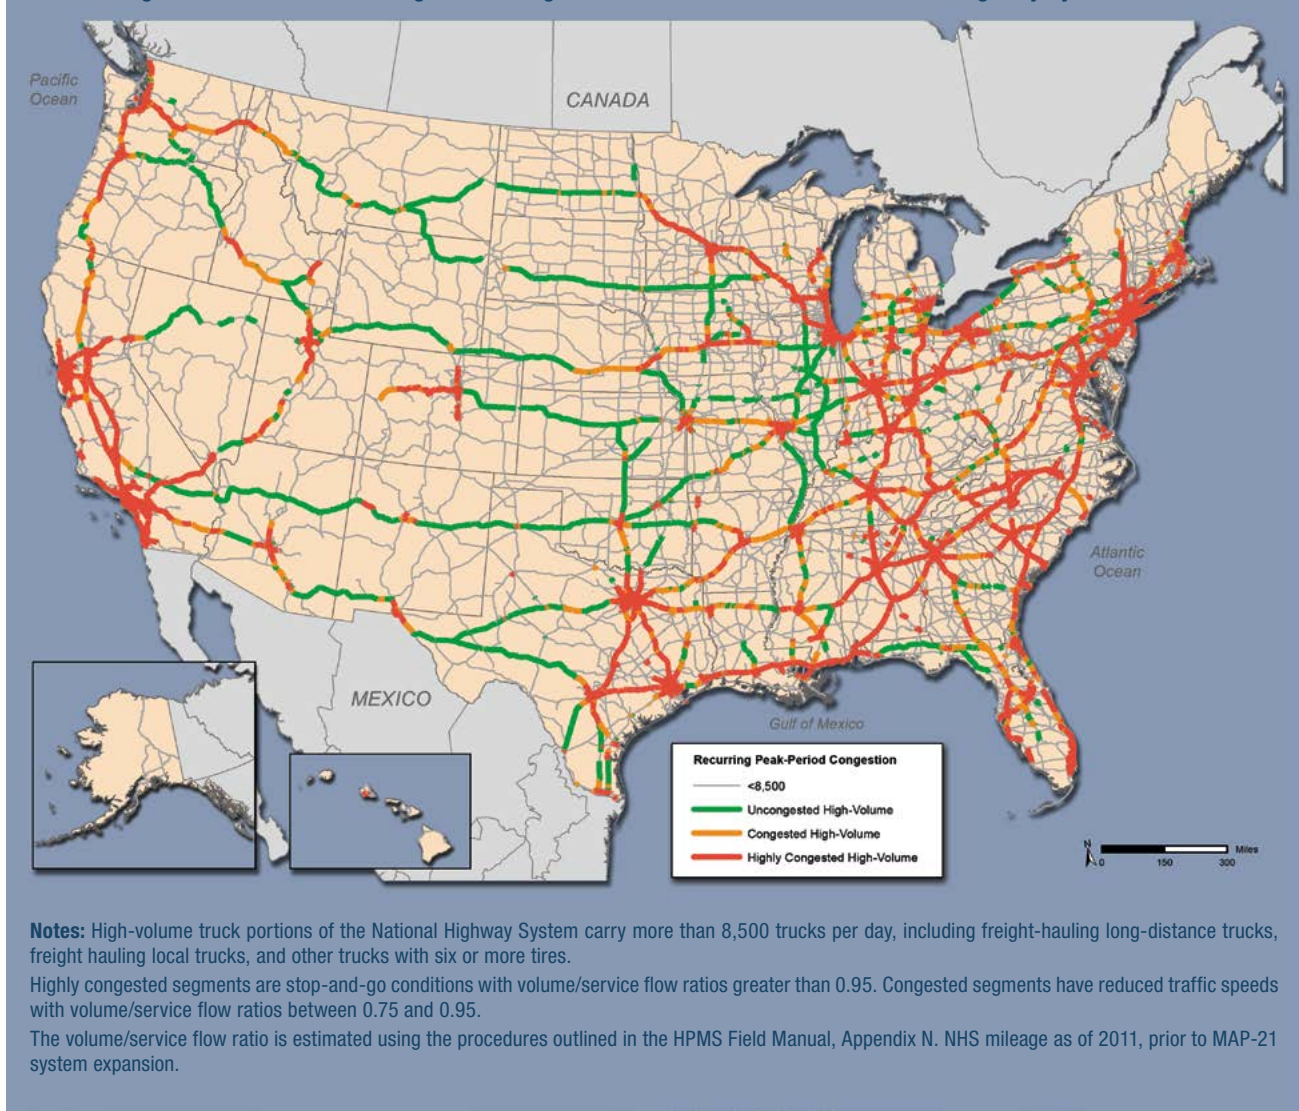 Pacific
Ocean
CANADA
Atlantic
Ocean
MEXICO
Gulf of Mexico
Recurring Peak-Period Congestion
<8,500
Uncongested High-Volume
Congested High-Volume
Highly Congested High-Volume
N
Miles
0 150 300
Notes: High-volume truck portions of the National Highway System carry more than 8,500 trucks per day, including freight-hauling long-distance trucks,
freight hauling local trucks, and other trucks with six or more tires.
Highly congested segments are stop-and-go conditions with volume/service flow ratios greater than 0.95. Congested segments have reduced traffic speeds
with volume/service flow ratios between 0.75 and 0.95.
The volume/service flow ratio is estimated using the procedures outlined in the HPMS Field Manual, Appendix N. NHS mileage as of 2011, prior to MAP-21
system expansion.